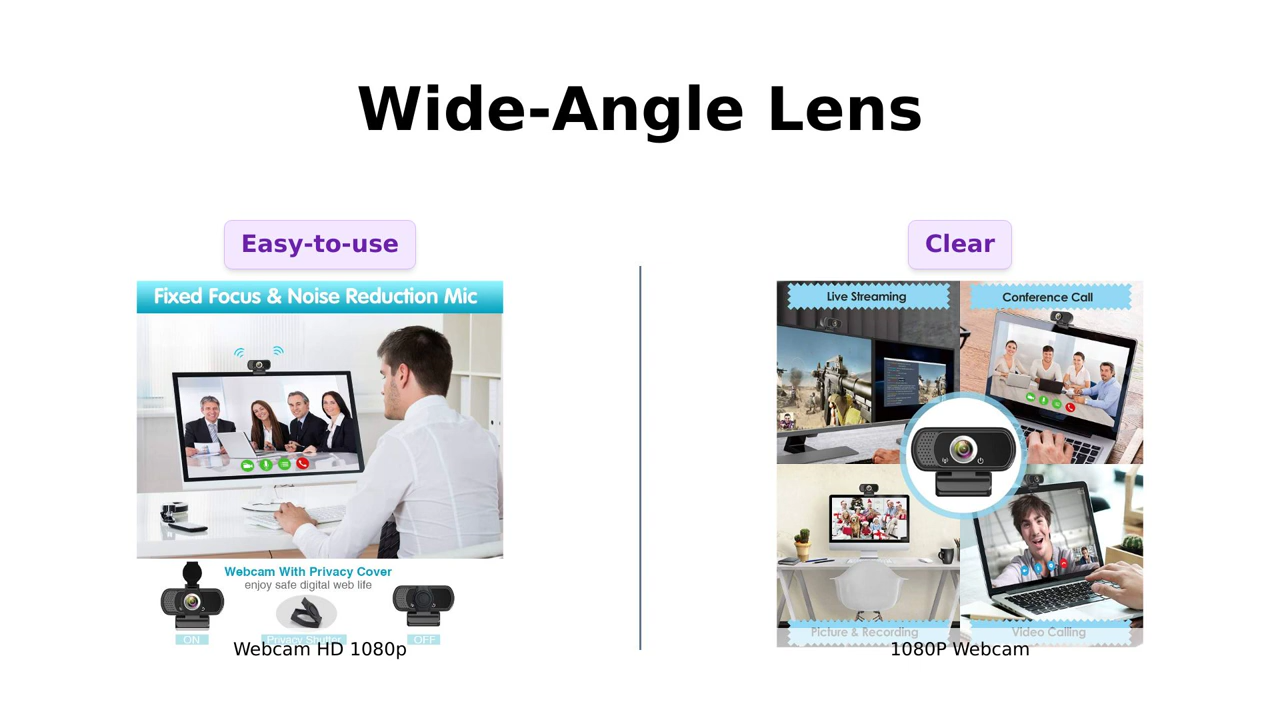 Wide-Angle Lens
Easy-to-use
Fixed Focus & Noise Reduction Mic
Webcam With Privacy Cover
enjoy safe digital web life
ON
Privacy Shutter
OFF
Webcam HD 1080p
Clear
Live Streaming
Conference Call
Picture & Recording
Video Calling
1080P Webcam